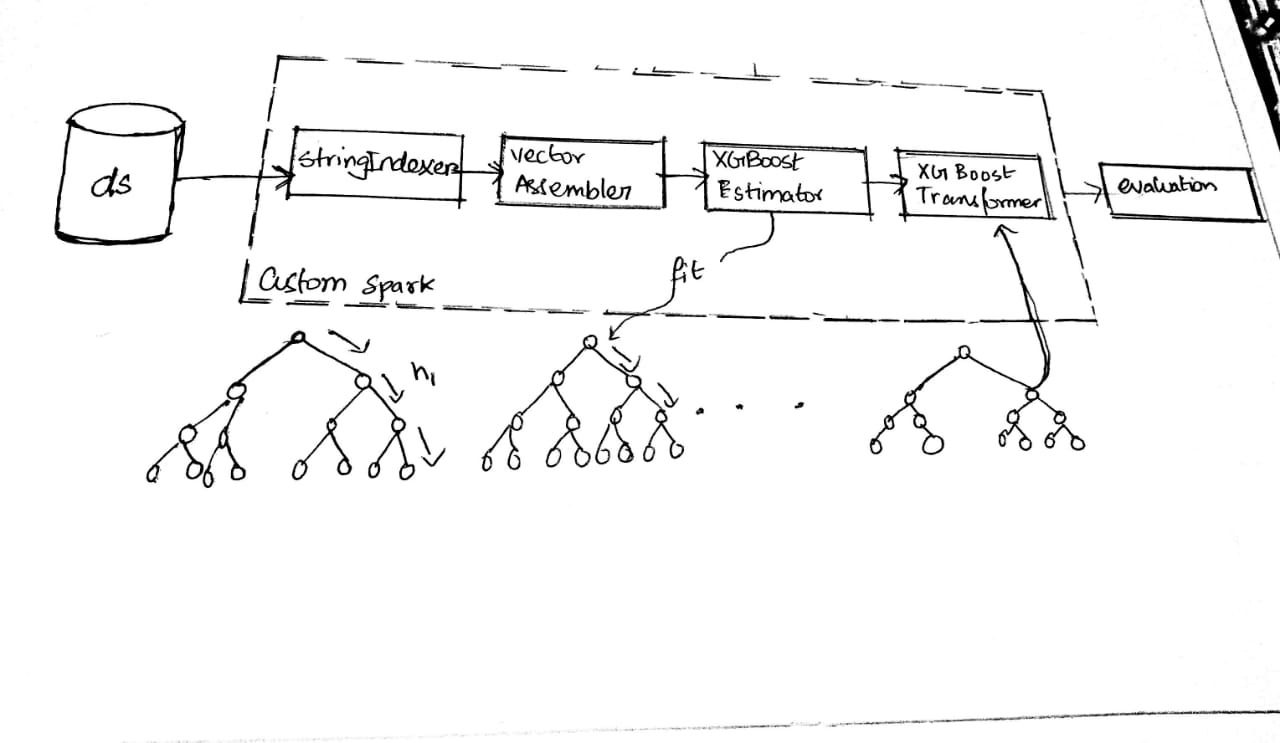 ds
StringIndexer
vector
Assembler
XGBoost
Estimator
XG Boost
Transformer
evaluation
fit
Custom Spark
h1